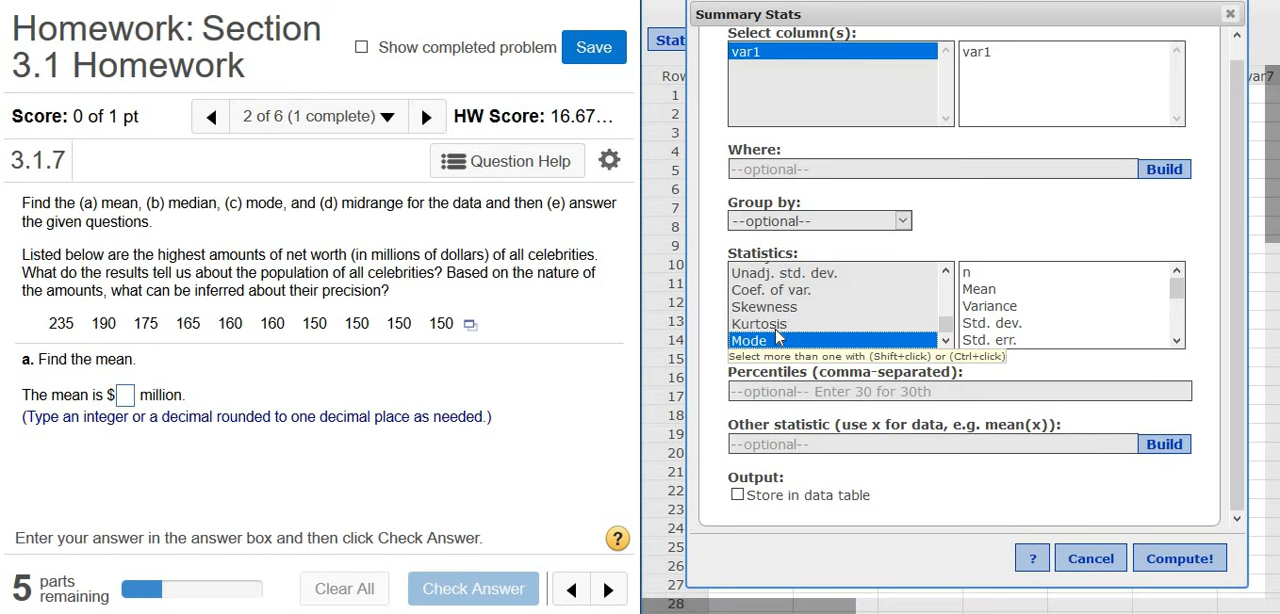 Homework: Section
3.1 Homework
Show completed problem
Save
Score: 0 of 1 pt
2 of 6 (1 complete)
HW Score: 16.67...
3.1.7
Question Help
Find the (a) mean, (b) median, (c) mode, and (d) midrange for the data and then (e) answer
the given questions.
Listed below are the highest amounts of net worth (in millions of dollars) of all celebrities.
What do the results tell us about the population of all celebrities? Based on the nature of
the amounts, what can be inferred about their precision?
235 190 175 165 160 160 150 150 150 150
a. Find the mean.
The mean is $ million.
(Type an integer or a decimal rounded to one decimal place as needed.)
Enter your answer in the answer box and then click Check Answer.
?
5 parts
remaining
Clear All
Check Answer
Stat
Row
var7
1
2
3
4
5
6
7
8
9
10
11
12
13
14
15
16
17
18
19
20
21
22
23
24
25
26
27
28
Summary Stats
Select column(s):
var1
var1
Where:
--optional--
Build
Group by:
--optional--
Statistics:
Unadj. std. dev.
Coef. of var.
Skewness
Kurtosis
Mode
n
Mean
Variance
Std. dev.
Std. err.
Select more than one with (Shift+click) or (Ctrl+click)
Percentiles (comma-separated):
--optional-- Enter 30 for 30th
Other statistic (use x for data, e.g. mean(x)):
--optional--
Build
Output:
Store in data table
?
Cancel
Compute!